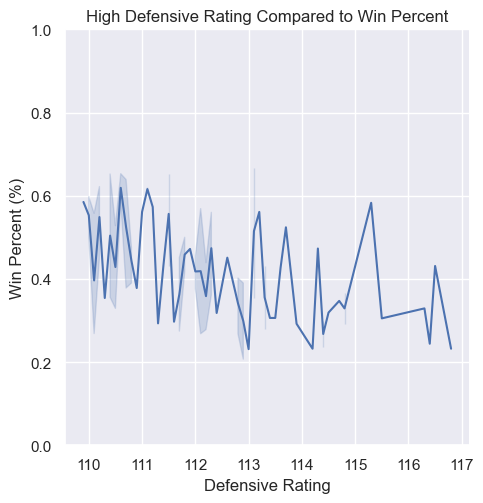 High Defensive Rating Compared to Win Percent
1.0
0.8
0.6
0.4
0.2
0.0
Win Percent (%)
110 111 112 113 114 115 116 117
Defensive Rating